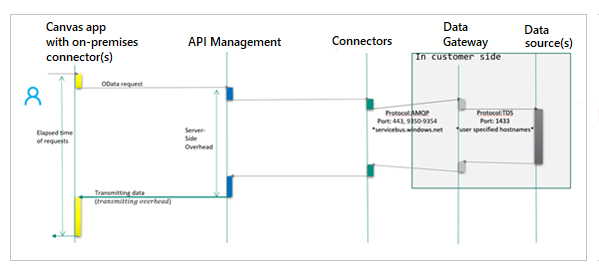 Canvas app
with on-premises
connector(s)
API Management
Connectors
Data
Gateway
Data
source(s)
In customer side
OData request
Protocol:AMQP
Port: 443, 9350-9354
*servicebus.windows.net
Protocol:TDS
Port: 1433
*user specified hostnames*
Elapsed time
of requests
Server-
Side
Overhead
Transmitting data
(transmitting overhead)